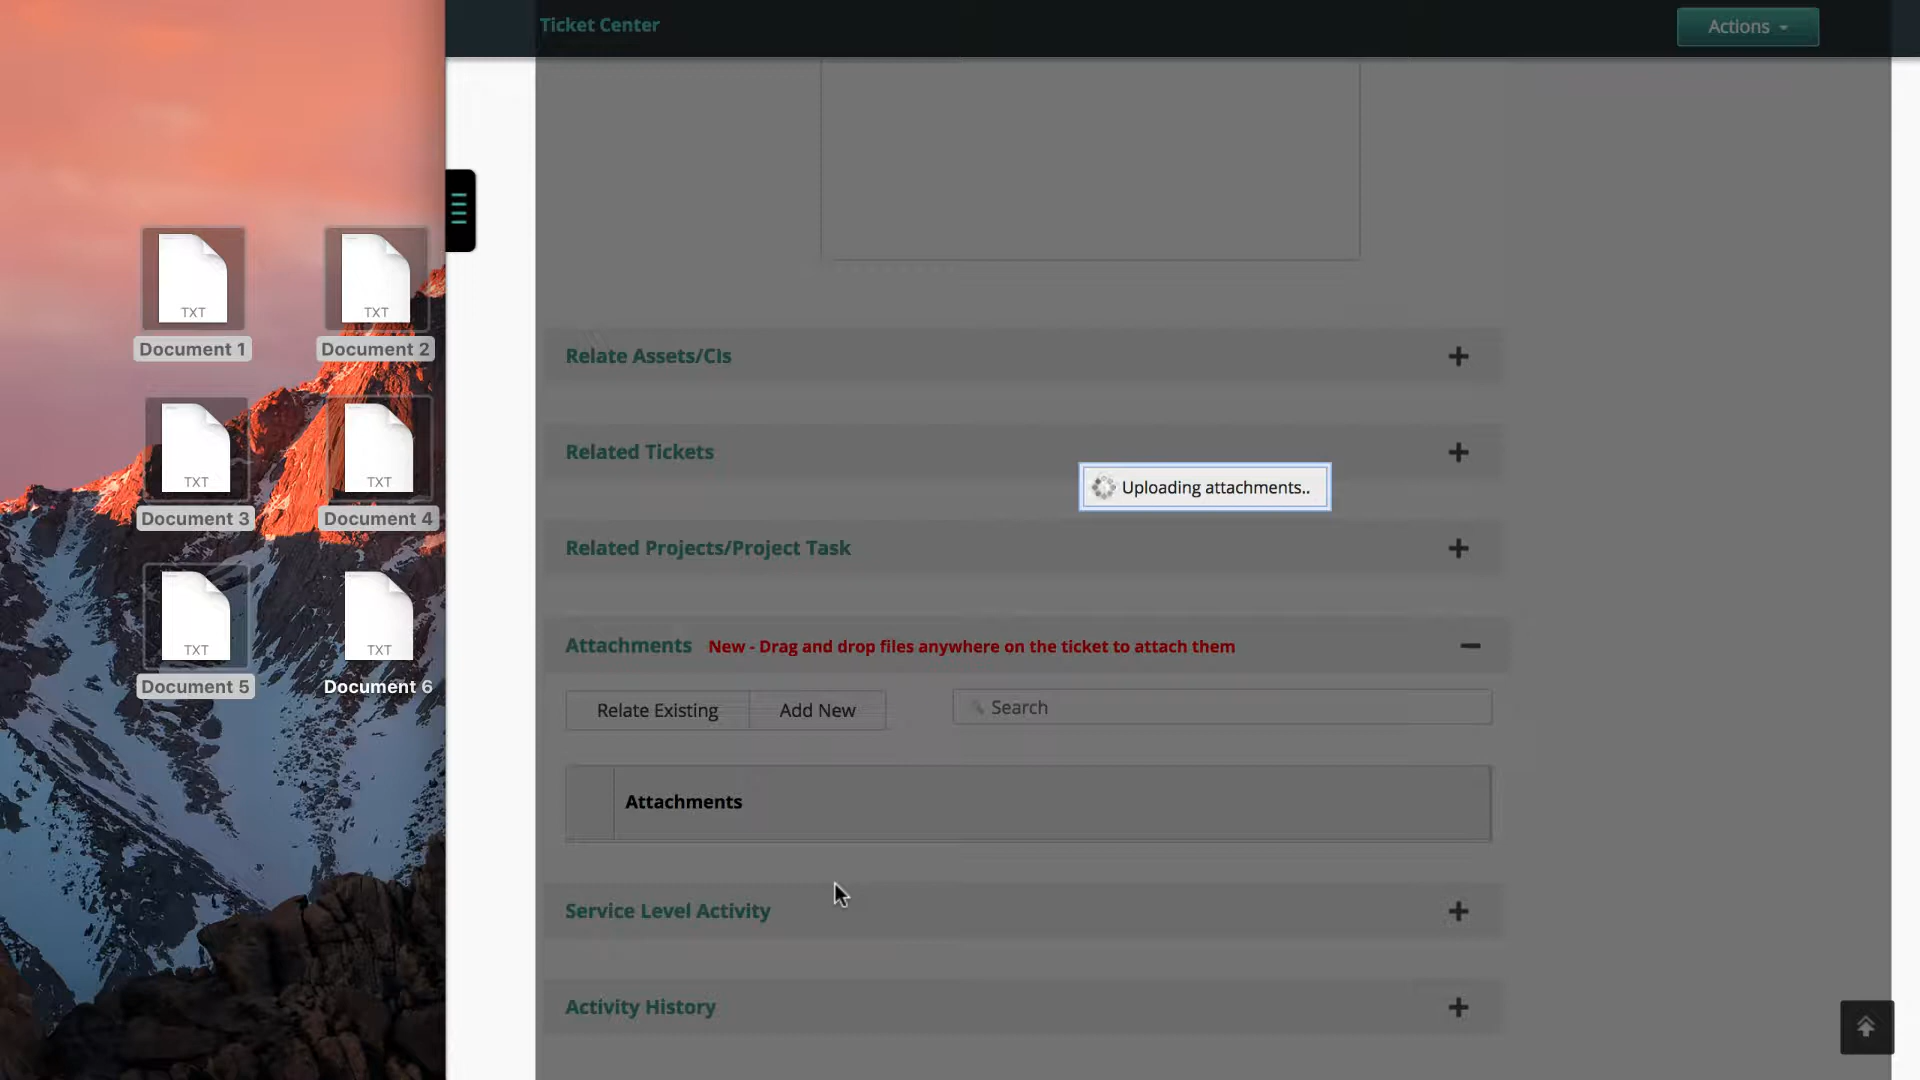 Ticket Center
Actions
TXT
TXT
Document 1
Document 2
TXT
TXT
Document 3
Document 4
TXT
TXT
Document 5
Document 6
Relate Assets/CIs
Related Tickets
Uploading attachments..
Related Projects/Project Task
Attachments New - Drag and drop files anywhere on the ticket to attach them
Relate Existing
Add New
Search
Attachments
Service Level Activity
Activity History